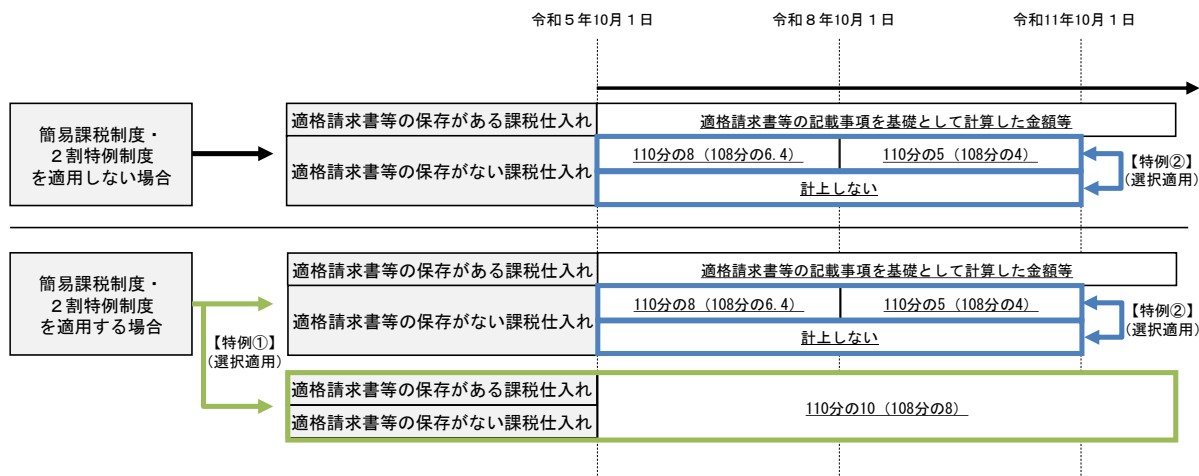 令和５年10月１日
令和８年10月１日
令和11年10月１日
簡易課税制度・
２割特例制度
を適用しない場合
適格請求書等の保存がある課税仕入れ
適格請求書等の記載事項を基礎として計算した金額等
適格請求書等の保存がない課税仕入れ
110分の8（108分の6.4）
110分の5（108分の4）
計上しない
【特例②】
（選択適用）
簡易課税制度・
２割特例制度
を適用する場合
【特例①】
（選択適用）
適格請求書等の保存がある課税仕入れ
適格請求書等の記載事項を基礎として計算した金額等
適格請求書等の保存がない課税仕入れ
110分の8（108分の6.4）
110分の5（108分の4）
計上しない
【特例②】
（選択適用）
適格請求書等の保存がある課税仕入れ
適格請求書等の保存がない課税仕入れ
110分の10（108分の8）